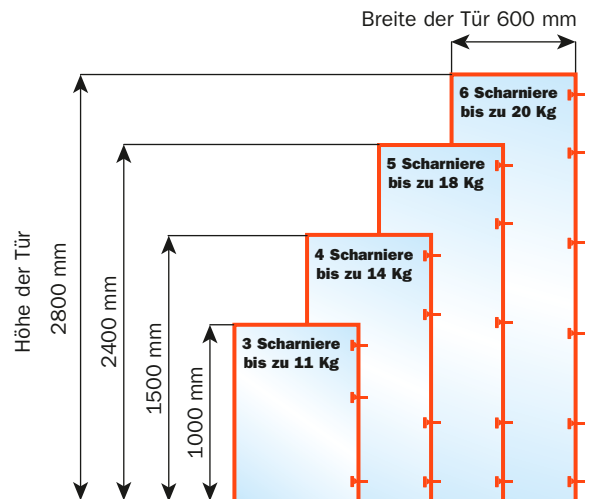 Breite der Tür 600 mm
6 Scharniere
bis zu 20 Kg
5 Scharniere
bis zu 18 Kg
4 Scharniere
bis zu 14 Kg
3 Scharniere
bis zu 11 Kg
Höhe der Tür
2800 mm
2400 mm
1500 mm
1000 mm